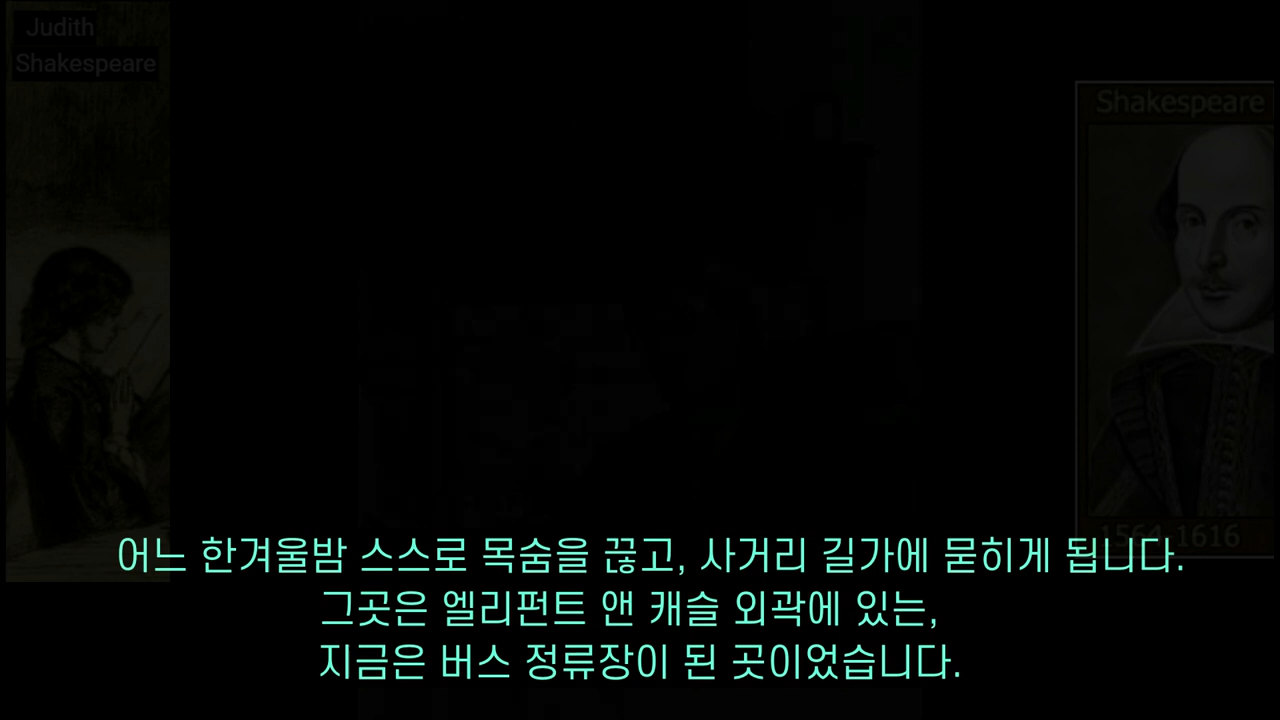 Judith
Shakespeare
Shakespeare
1564-1616
어느 한겨울밤 스스로 목숨을 끊고, 사거리 길가에 묻히게 됩니다.
그곳은 엘리펀트 앤 캐슬 외곽에 있는,
지금은 버스 정류장이 된 곳이었습니다.